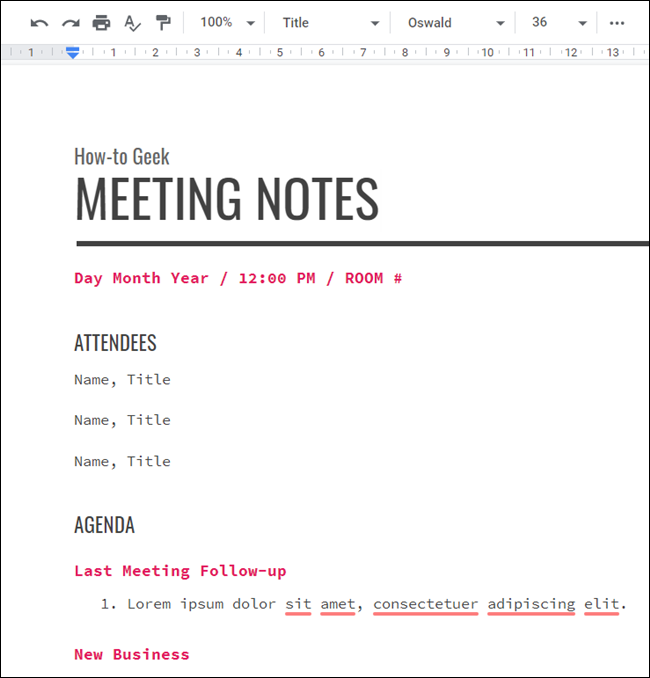 100% Title Oswald 36
1 1 2 3 4 5 6 7 8 9 10 11 12 13
How-to Geek
MEETING NOTES
Day Month Year / 12:00 PM / ROOM #
ATTENDEES
Name, Title
Name, Title
Name, Title
AGENDA
Last Meeting Follow-up
1. Lorem ipsum dolor sit amet, consectetuer adipiscing elit.
New Business